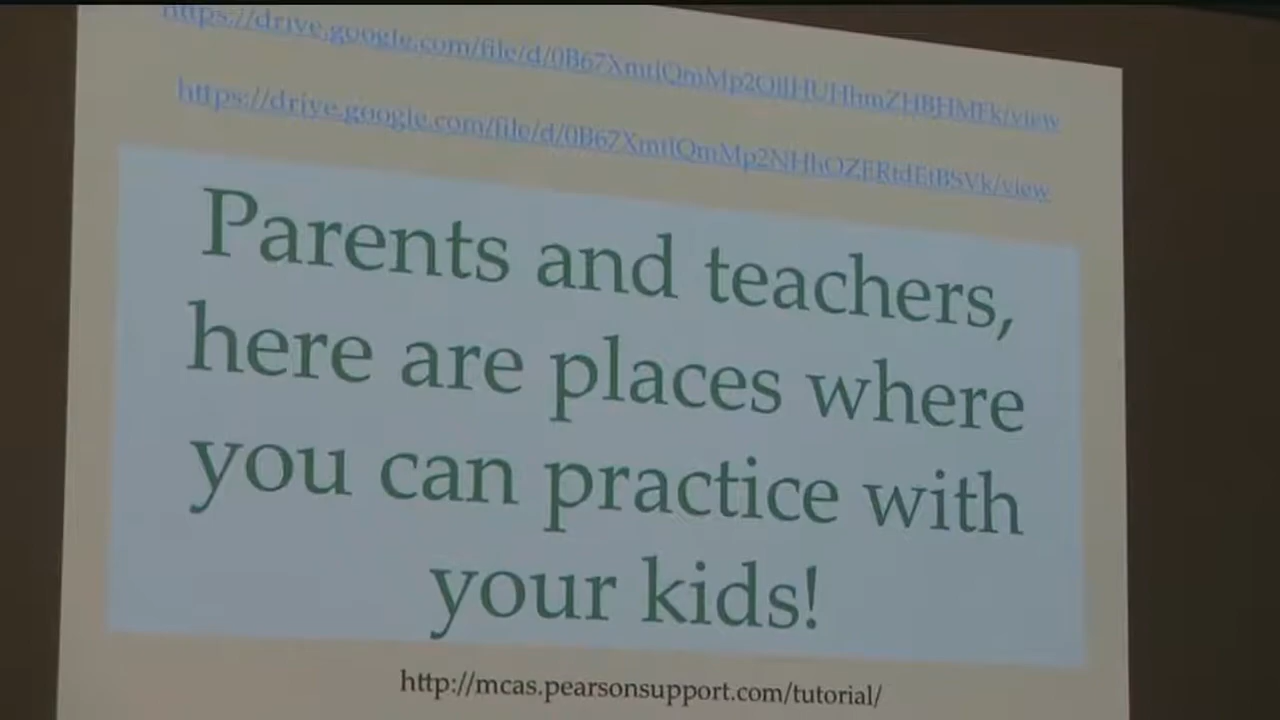 Parents and teachers,
here are places where
you can practice with
your kids!
http://mcas.pearsonsupport.com/tutorial/